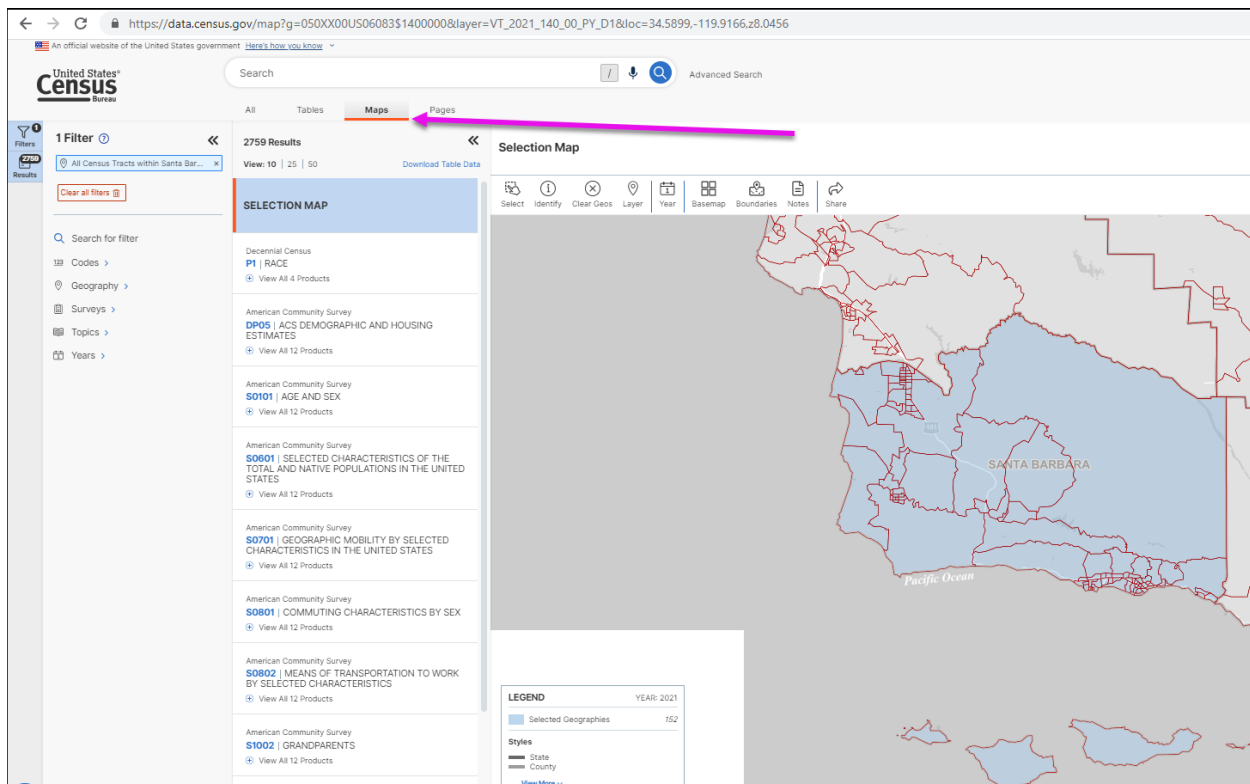 https://data.census.gov/map?g=050XX00US06083$1400000&layer=VT_2021_140_00_PY_D1&loc=34.5899,-119.9166,z8.0456
An official website of the United States government Here's how you know
United States®
Census
Bureau
Search
/
Advanced Search
All Tables Maps Pages
1
Filters
2759
Results
1 Filter
All Census Tracts within Santa Bar... ×
Clear all filters
Search for filter
Codes
Geography
Surveys
Topics
Years
2759 Results
View: 10 | 25 | 50 Download Table Data
SELECTION MAP
Decennial Census
P1 | RACE
View All 4 Products
American Community Survey
DP05 | ACS DEMOGRAPHIC AND HOUSING
ESTIMATES
View All 12 Products
American Community Survey
S0101 | AGE AND SEX
View All 12 Products
American Community Survey
S0601 | SELECTED CHARACTERISTICS OF THE
TOTAL AND NATIVE POPULATIONS IN THE UNITED
STATES
View All 12 Products
American Community Survey
S0701 | GEOGRAPHIC MOBILITY BY SELECTED
CHARACTERISTICS IN THE UNITED STATES
View All 12 Products
American Community Survey
S0801 | COMMUTING CHARACTERISTICS BY SEX
View All 12 Products
American Community Survey
S0802 | MEANS OF TRANSPORTATION TO WORK
BY SELECTED CHARACTERISTICS
View All 12 Products
American Community Survey
S1002 | GRANDPARENTS
View All 12 Products
Selection Map
Select Identify Clear Geos Layer Year Basemap Boundaries Notes Share
101
SANTA BARBARA
Pacific Ocean
LEGEND YEAR: 2021
Selected Geographies 152
Styles
State
County
View More